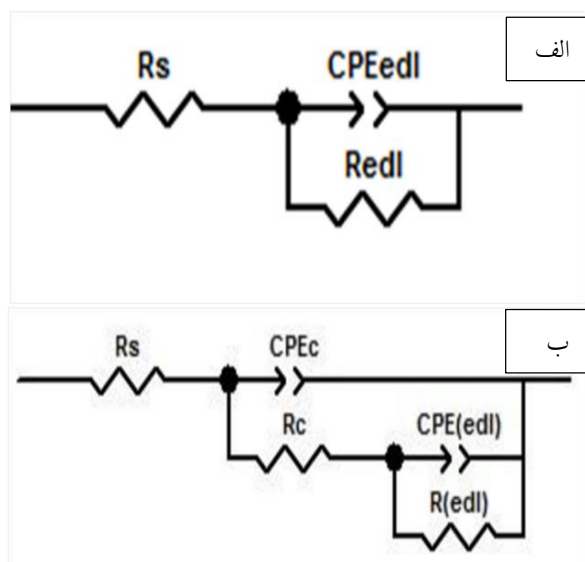 الف
Rs
CPEedl
Redl
ب
Rs
CPEc
Rc
CPE(edl)
R(edl)